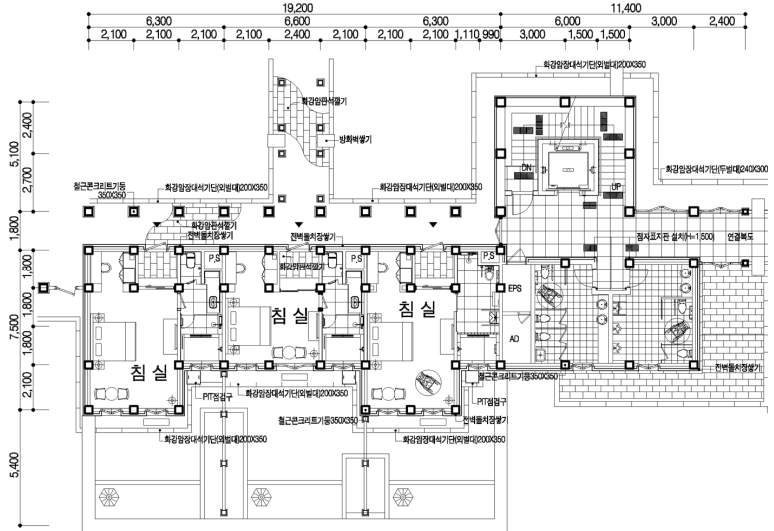 19,200 11,400
6,300 6,600 6,300 6,000 3,000 2,400
2,100 2,100 2,100 2,100 2,400 2,100 2,100 2,100 1,110 990 3,000 1,500 1,500
화강암장대석기단(외벌대)200X350
화강암판석깔기
방화벽쌓기
2,400
5,100
2,700
DN
UP
화강암장대석기단(두벌대)240X300
철근콘크리트기둥
350X350
화강암장대석기단(외벌대)200X350
화강암장대석기단(외벌대)200X350
1,800
화강암판석깔기
전벽돌치장쌓기
전벽돌치장쌓기
점자표지판 설치(H=1,500)
연결복도
P.S
P.S
P.S
1,800
화강암판석깔기
EPS
1,800
침실
침실
7,500
1,800
AD
침실
2,100
PIT점검구
화강암장대석기단(외벌대)200X350
철근콘크리트기둥350X350
전벽돌치장쌓기
PIT점검구
철근콘크리트기둥350X350
전벽돌치장쌓기
화강암장대석기단(외벌대)200X350
화강암장대석기단(외벌대)200X350
5,400